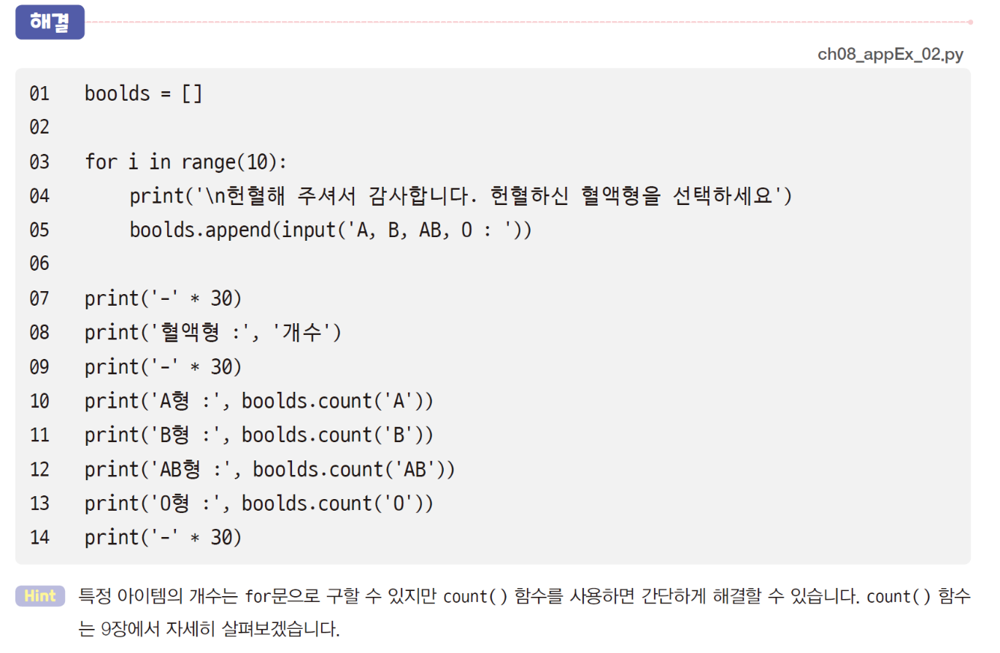 해결
ch08_appEx_02.py
01 boolds = []
02
03 for i in range(10):
04     print('\n헌혈해 주셔서 감사합니다. 헌혈하신 혈액형을 선택하세요')
05     boolds.append(input('A, B, AB, O : '))
06
07 print('-' * 30)
08 print('혈액형 :', '개수')
09 print('-' * 30)
10 print('A형 :', boolds.count('A'))
11 print('B형 :', boolds.count('B'))
12 print('AB형 :', boolds.count('AB'))
13 print('O형 :', boolds.count('O'))
14 print('-' * 30)
Hint 특정 아이템의 개수는 for문으로 구할 수 있지만 count() 함수를 사용하면 간단하게 해결할 수 있습니다. count() 함수
는 9장에서 자세히 살펴보겠습니다.